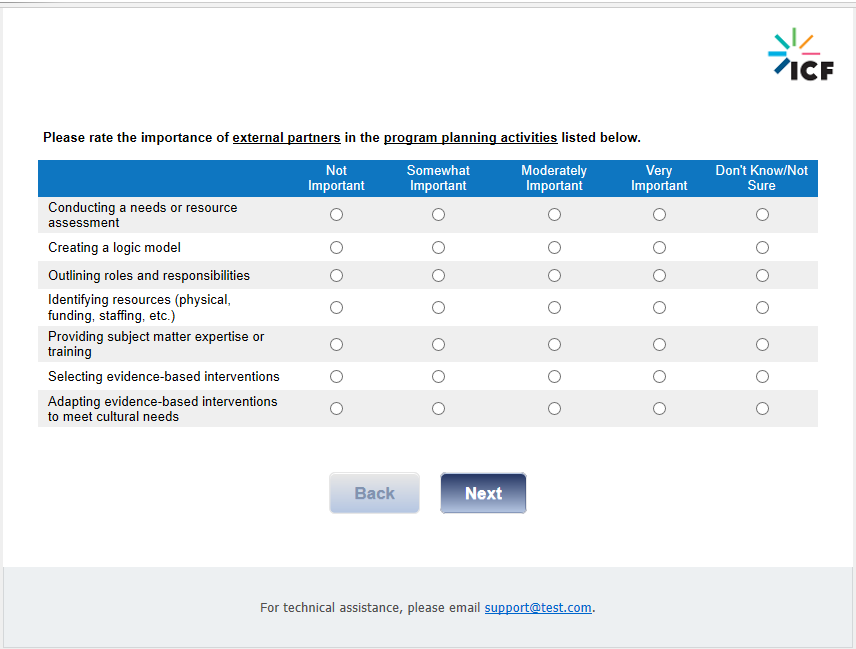 ICF
Please rate the importance of external partners in the program planning activities listed below.
Not Somewhat Moderately Very Don't Know/Not
Important Important Important Important Sure
Conducting a needs or resource
assessment
Creating a logic model
Outlining roles and responsibilities
Identifying resources (physical,
funding, staffing, etc.)
Providing subject matter expertise or
training
Selecting evidence-based interventions
Adapting evidence-based interventions
to meet cultural needs
Back Next
For technical assistance, please email support@test.com.